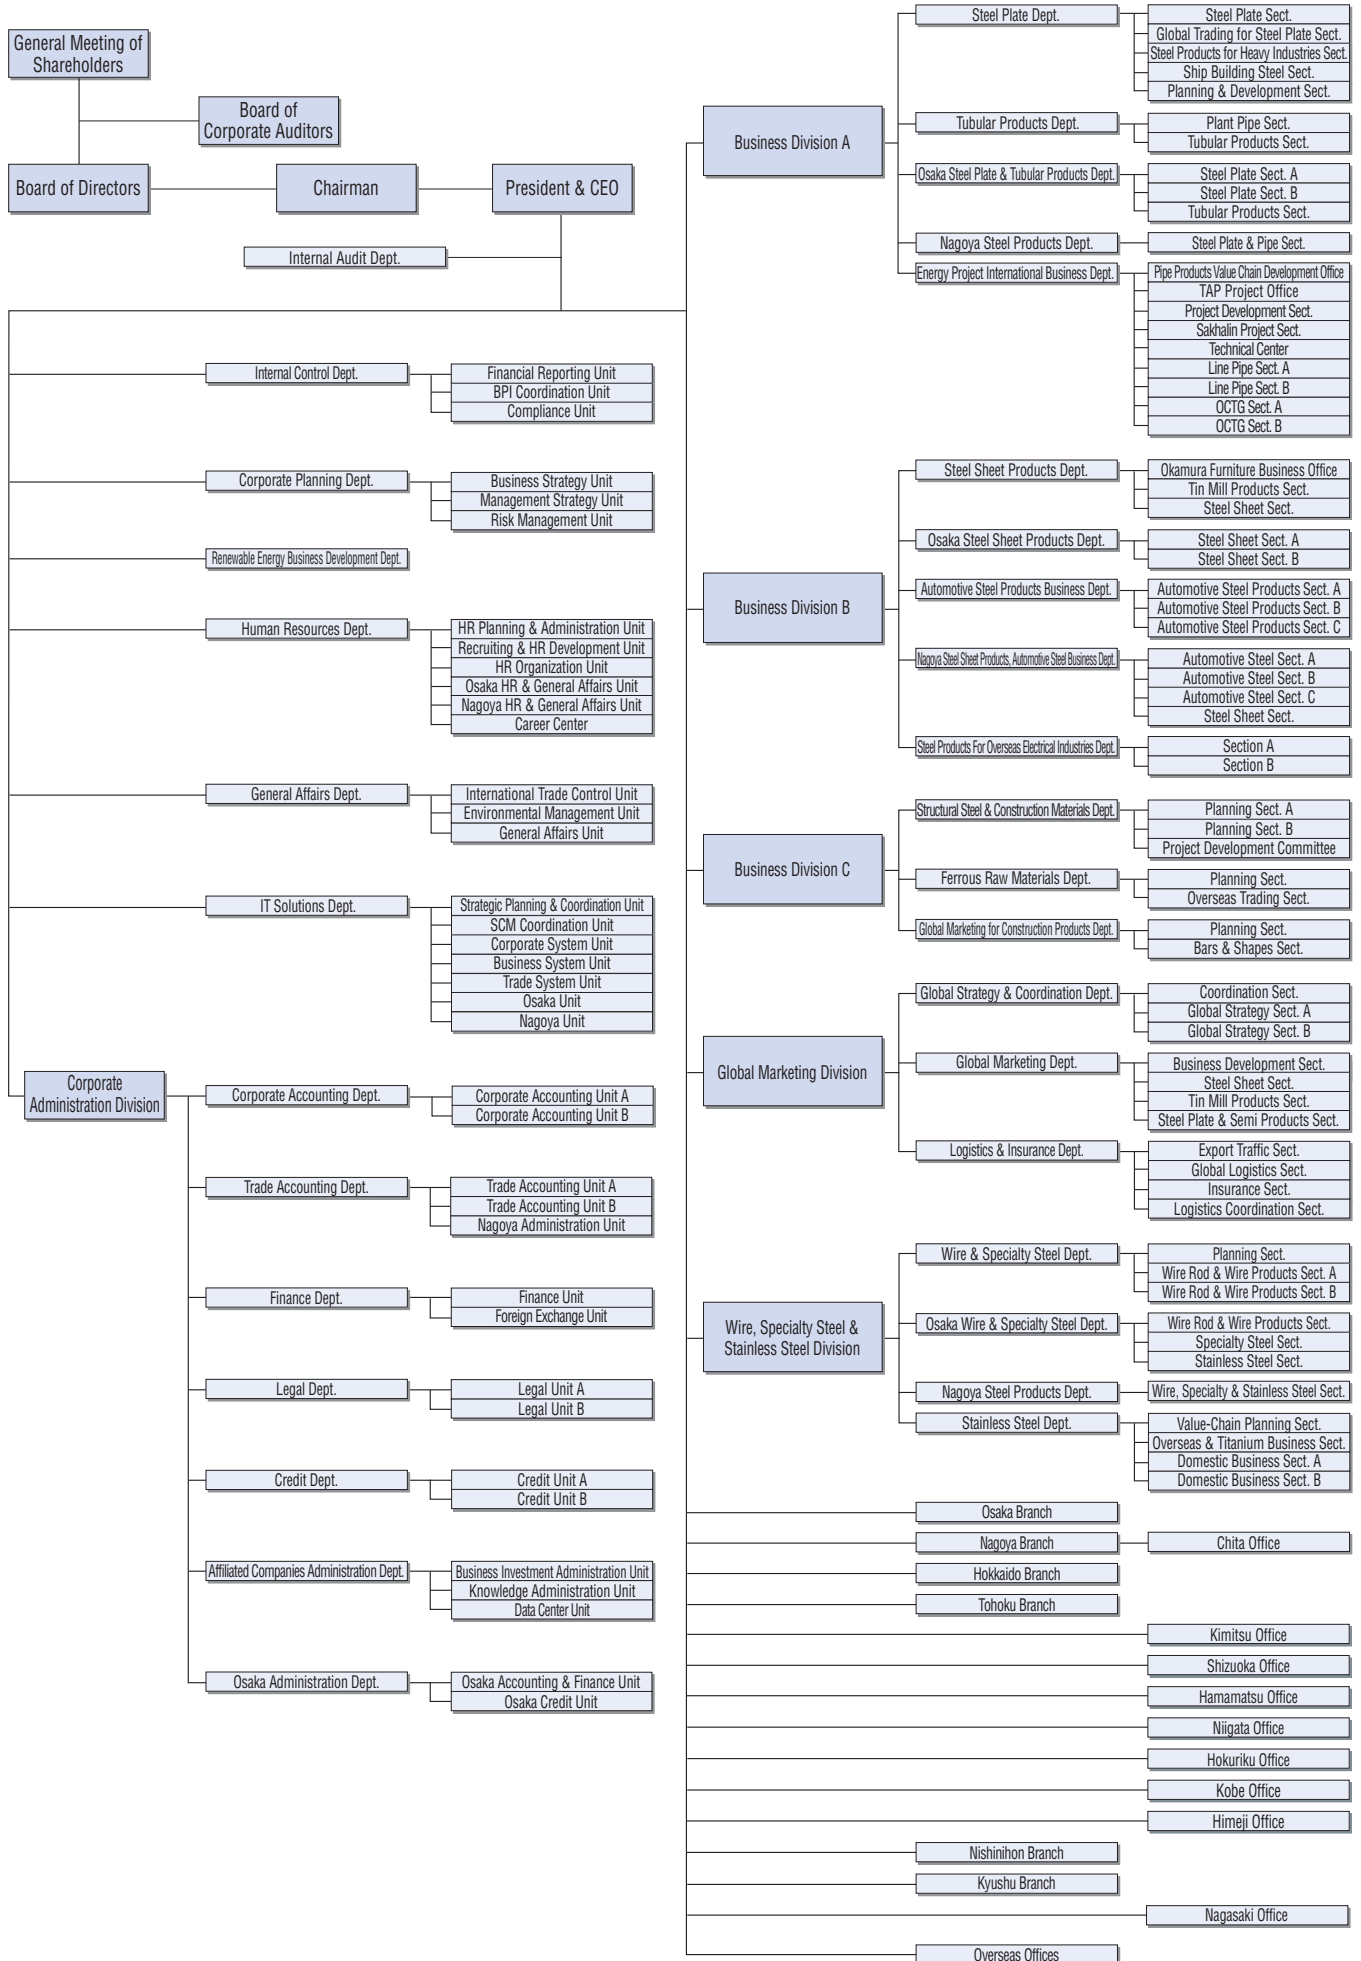 General Meeting of
Shareholders
Board of
Corporate Auditors
Board of Directors
Chairman
President & CEO
Internal Audit Dept.
Internal Control Dept.
Financial Reporting Unit
BPI Coordination Unit
Compliance Unit
Corporate Planning Dept.
Business Strategy Unit
Management Strategy Unit
Risk Management Unit
Renewable Energy Business Development Dept.
Human Resources Dept.
HR Planning & Administration Unit
Recruiting & HR Development Unit
HR Organization Unit
Osaka HR & General Affairs Unit
Nagoya HR & General Affairs Unit
Career Center
General Affairs Dept.
International Trade Control Unit
Environmental Management Unit
General Affairs Unit
IT Solutions Dept.
Strategic Planning & Coordination Unit
SCM Coordination Unit
Corporate System Unit
Business System Unit
Trade System Unit
Osaka Unit
Nagoya Unit
Corporate
Administration Division
Corporate Accounting Dept.
Corporate Accounting Unit A
Corporate Accounting Unit B
Trade Accounting Dept.
Trade Accounting Unit A
Trade Accounting Unit B
Nagoya Administration Unit
Finance Dept.
Finance Unit
Foreign Exchange Unit
Legal Dept.
Legal Unit A
Legal Unit B
Credit Dept.
Credit Unit A
Credit Unit B
Affiliated Companies Administration Dept.
Business Investment Administration Unit
Knowledge Administration Unit
Data Center Unit
Osaka Administration Dept.
Osaka Accounting & Finance Unit
Osaka Credit Unit
Business Division A
Steel Plate Dept.
Steel Plate Sect.
Global Trading for Steel Plate Sect.
Steel Products for Heavy Industries Sect.
Ship Building Steel Sect.
Planning & Development Sect.
Tubular Products Dept.
Plant Pipe Sect.
Tubular Products Sect.
Osaka Steel Plate & Tubular Products Dept.
Steel Plate Sect. A
Steel Plate Sect. B
Tubular Products Sect.
Nagoya Steel Products Dept.
Steel Plate & Pipe Sect.
Energy Project International Business Dept.
Pipe Products Value Chain Development Office
TAP Project Office
Project Development Sect.
Sakhalin Project Sect.
Technical Center
Line Pipe Sect. A
Line Pipe Sect. B
OCTG Sect. A
OCTG Sect. B
Business Division B
Steel Sheet Products Dept.
Okamura Furniture Business Office
Tin Mill Products Sect.
Steel Sheet Sect.
Osaka Steel Sheet Products Dept.
Steel Sheet Sect. A
Steel Sheet Sect. B
Automotive Steel Products Business Dept.
Automotive Steel Products Sect. A
Automotive Steel Products Sect. B
Automotive Steel Products Sect. C
Nagoya Steel Sheet Products, Automotive Steel Business Dept.
Automotive Steel Sect. A
Automotive Steel Sect. B
Automotive Steel Sect. C
Steel Sheet Sect.
Steel Products For Overseas Electrical Industries Dept.
Section A
Section B
Business Division C
Structural Steel & Construction Materials Dept.
Planning Sect. A
Planning Sect. B
Project Development Committee
Ferrous Raw Materials Dept.
Planning Sect.
Overseas Trading Sect.
Global Marketing for Construction Products Dept.
Planning Sect.
Bars & Shapes Sect.
Global Marketing Division
Global Strategy & Coordination Dept.
Coordination Sect.
Global Strategy Sect. A
Global Strategy Sect. B
Global Marketing Dept.
Business Development Sect.
Steel Sheet Sect.
Tin Mill Products Sect.
Steel Plate & Semi Products Sect.
Logistics & Insurance Dept.
Export Traffic Sect.
Global Logistics Sect.
Insurance Sect.
Logistics Coordination Sect.
Wire, Specialty Steel &
Stainless Steel Division
Wire & Specialty Steel Dept.
Planning Sect.
Wire Rod & Wire Products Sect. A
Wire Rod & Wire Products Sect. B
Osaka Wire & Specialty Steel Dept.
Wire Rod & Wire Products Sect.
Specialty Steel Sect.
Stainless Steel Sect.
Nagoya Steel Products Dept.
Wire, Specialty & Stainless Steel Sect.
Stainless Steel Dept.
Value-Chain Planning Sect.
Overseas & Titanium Business Sect.
Domestic Business Sect. A
Domestic Business Sect. B
Osaka Branch
Nagoya Branch
Chita Office
Hokkaido Branch
Tohoku Branch
Kimitsu Office
Shizuoka Office
Hamamatsu Office
Niigata Office
Hokuriku Office
Kobe Office
Himeji Office
Nishinihon Branch
Kyushu Branch
Nagasaki Office
Overseas Offices